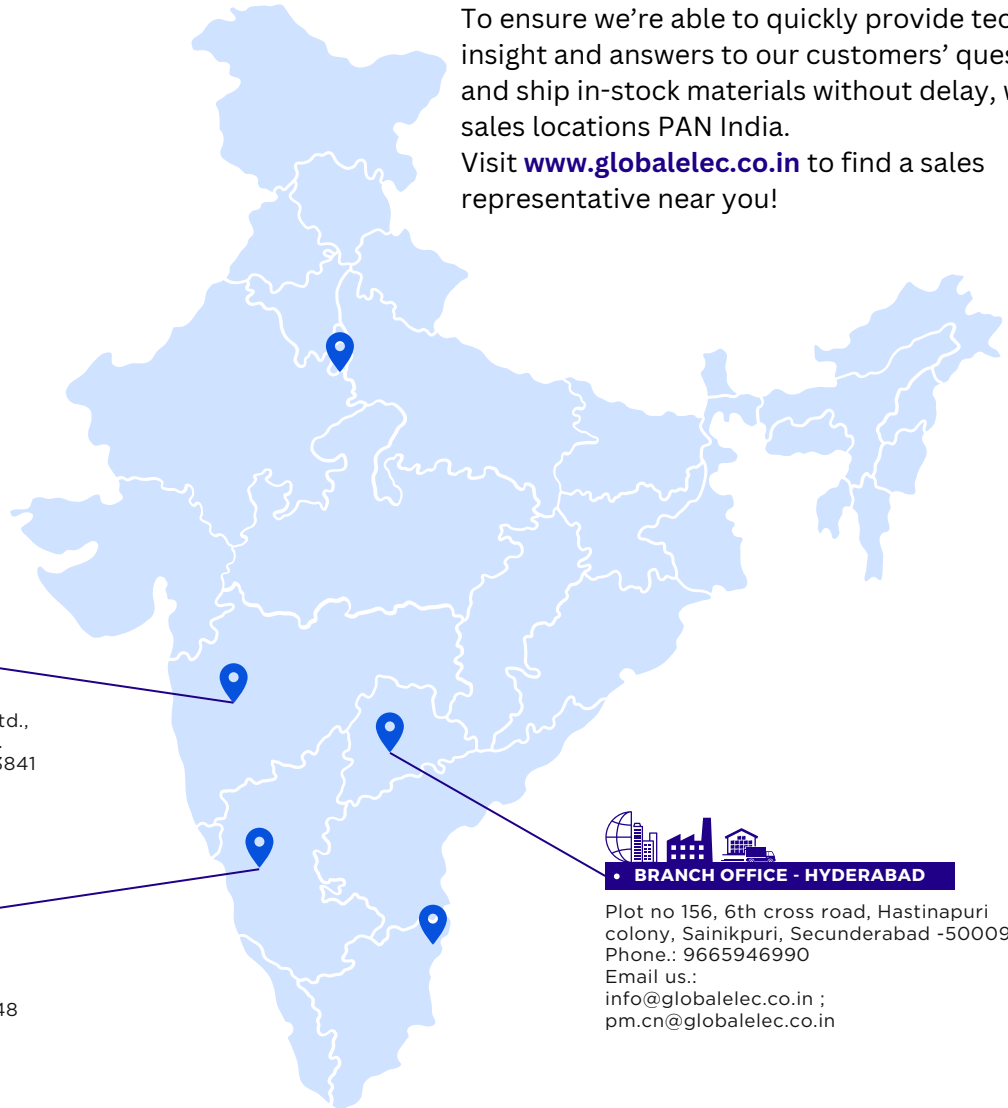 To ensure we’re able to quickly provide
insight and answers to our customers’
and ship in-stock materials without delay,
sales locations PAN India.
Visit www.globalelec.co.in to find a sales
representative near you!
td.,
3841
48
• BRANCH OFFICE - HYDERABAD
Plot no 156, 6th cross road, Hastinapuri
colony, Sainikpuri, Secunderabad -50009
Phone.: 9665946990
Email us.:
info@globalelec.co.in ;
pm.cn@globalelec.co.in